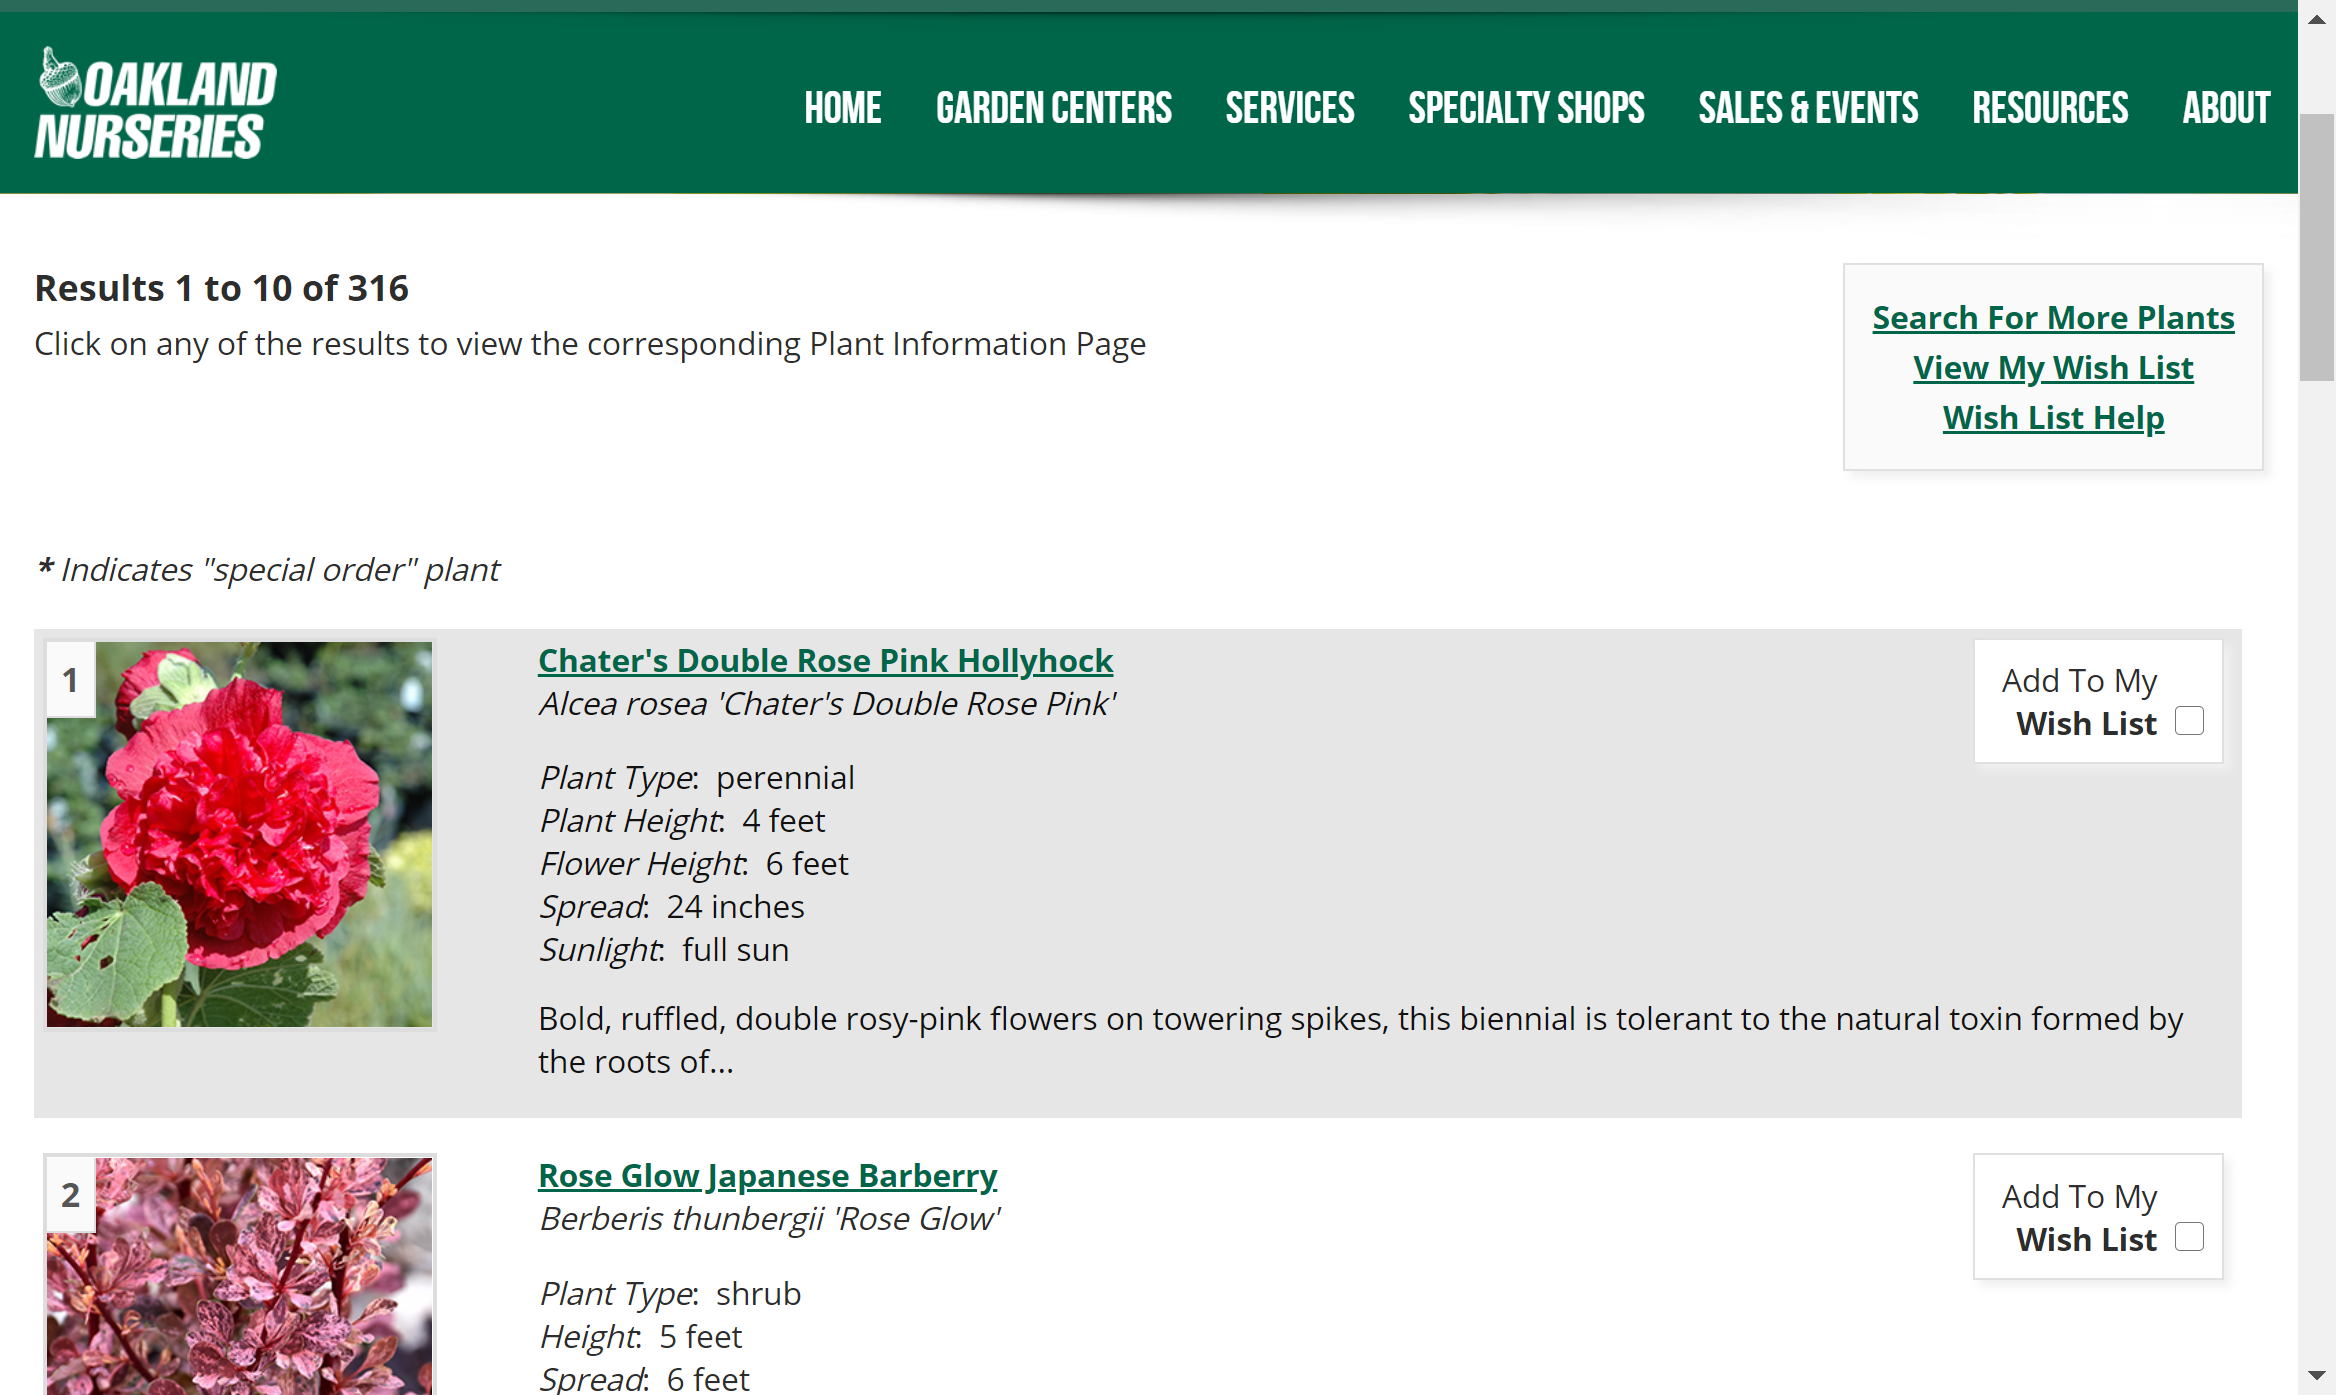 OAKLAND
NURSERIES
HOME GARDEN CENTERS SERVICES SPECIALTY SHOPS SALES & EVENTS RESOURCES ABOUT
Results 1 to 10 of 316
Click on any of the results to view the corresponding Plant Information Page
Search For More Plants
View My Wish List
Wish List Help
* Indicates "special order" plant
1
Chater's Double Rose Pink Hollyhock
Alcea rosea 'Chater's Double Rose Pink'
Plant Type: perennial
Plant Height: 4 feet
Flower Height: 6 feet
Spread: 24 inches
Sunlight: full sun
Bold, ruffled, double rosy-pink flowers on towering spikes, this biennial is tolerant to the natural toxin formed by
the roots of...
Add To My
Wish List
2
Rose Glow Japanese Barberry
Berberis thunbergii 'Rose Glow'
Plant Type: shrub
Height: 5 feet
Spread: 6 feet
Add To My
Wish List